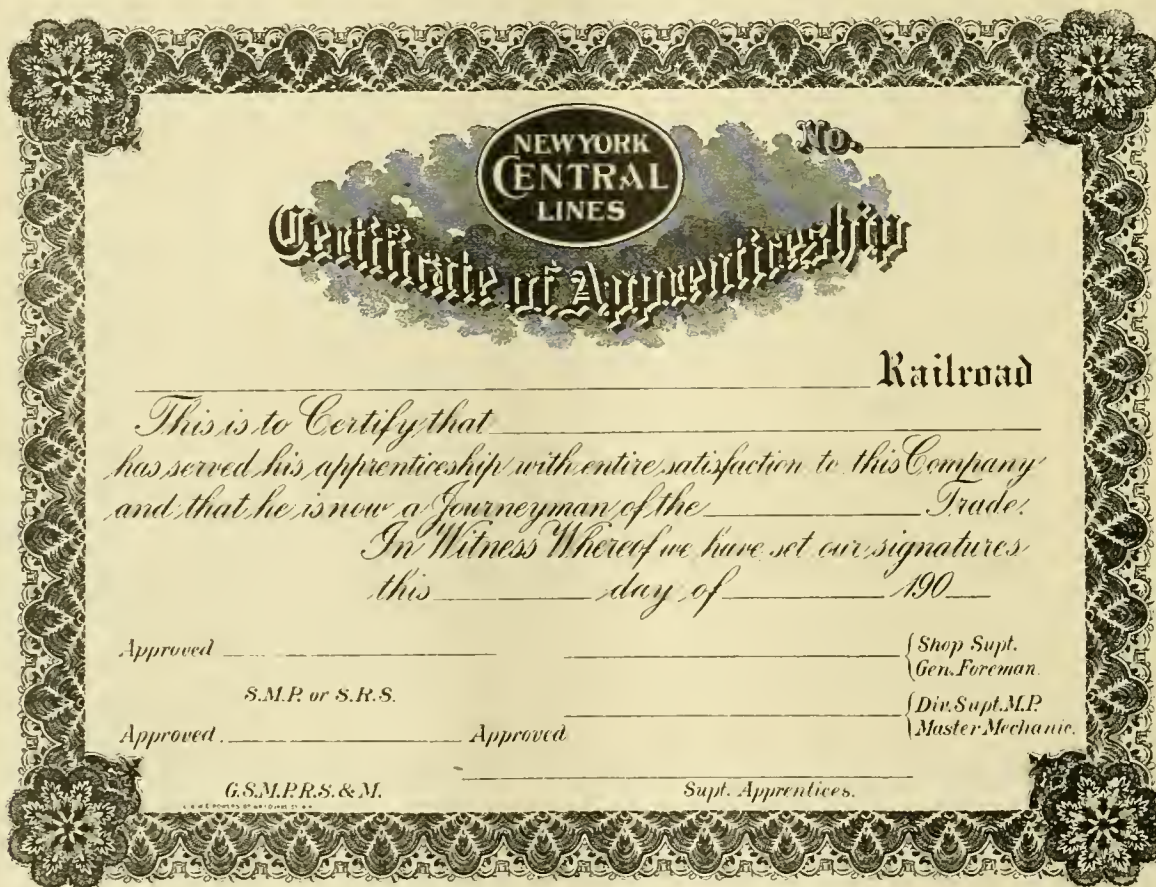 No.
NEW YORK
CENTRAL
LINES
Certificate of Apprenticeship
Railroad
This is to Certify that
has served his apprenticeship with entire satisfaction to this Company
and that he is now a Journeyman of the Trade.
In Witness Whereof we have set our signatures
this day of 190
Approved
Shop Supt.
Gen. Foreman.
S.M.P. or S.R.S.
Div. Supt. M.P.
Master Mechanic.
Approved Approved
G.S.M.P.R.S. & M.
Supt. Apprentices.